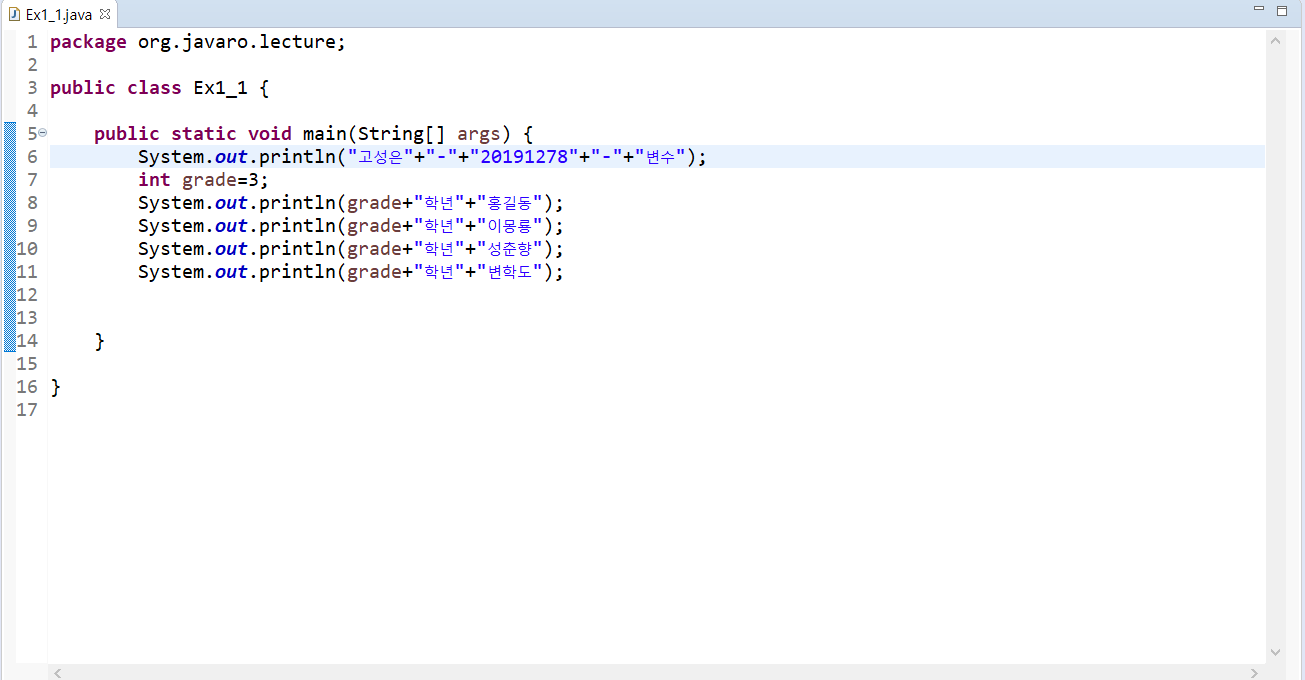 Ex1_1.java
1 package org.javaro.lecture;
2
3 public class Ex1_1 {
4
5 public static void main(String[] args) {
6 System.out.println("고성은"+"-"+"20191278"+"-"+"변수");
7 int grade=3;
8 System.out.println(grade+"학년"+"홍길동");
9 System.out.println(grade+"학년"+"이몽룡");
10 System.out.println(grade+"학년"+"성춘향");
11 System.out.println(grade+"학년"+"변학도");
12
13
14 }
15
16 }
17